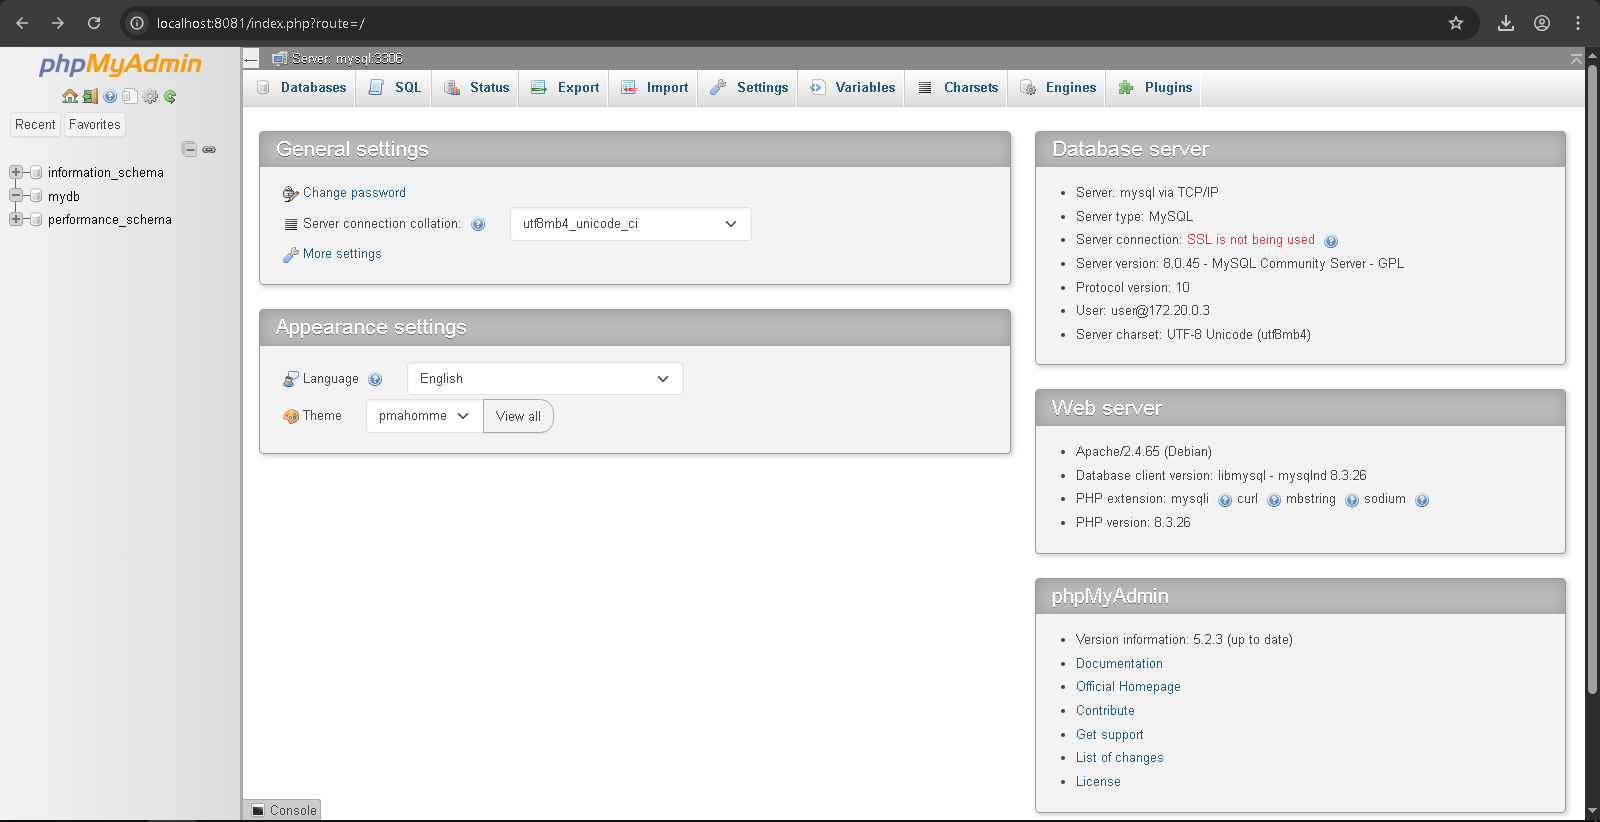 localhost:8081/index.php?route=/
phpMyAdmin
Recent Favorites
information_schema
mydb
performance_schema
Server: mysql:3306
Databases SQL Status Export Import Settings Variables Charsets Engines Plugins
General settings
Change password
Server connection collation: utf8mb4_unicode_ci
More settings
Appearance settings
Language English
Theme pmahomme View all
Database server
Server: mysql via TCP/IP
Server type: MySQL
Server connection: SSL is not being used
Server version: 8.0.45 - MySQL Community Server - GPL
Protocol version: 10
User: user@172.20.0.3
Server charset: UTF-8 Unicode (utf8mb4)
Web server
Apache/2.4.65 (Debian)
Database client version: libmysql - mysqlnd 8.3.26
PHP extension: mysqli curl mbstring sodium
PHP version: 8.3.26
phpMyAdmin
Version information: 5.2.3 (up to date)
Documentation
Official Homepage
Contribute
Get support
List of changes
License
Console